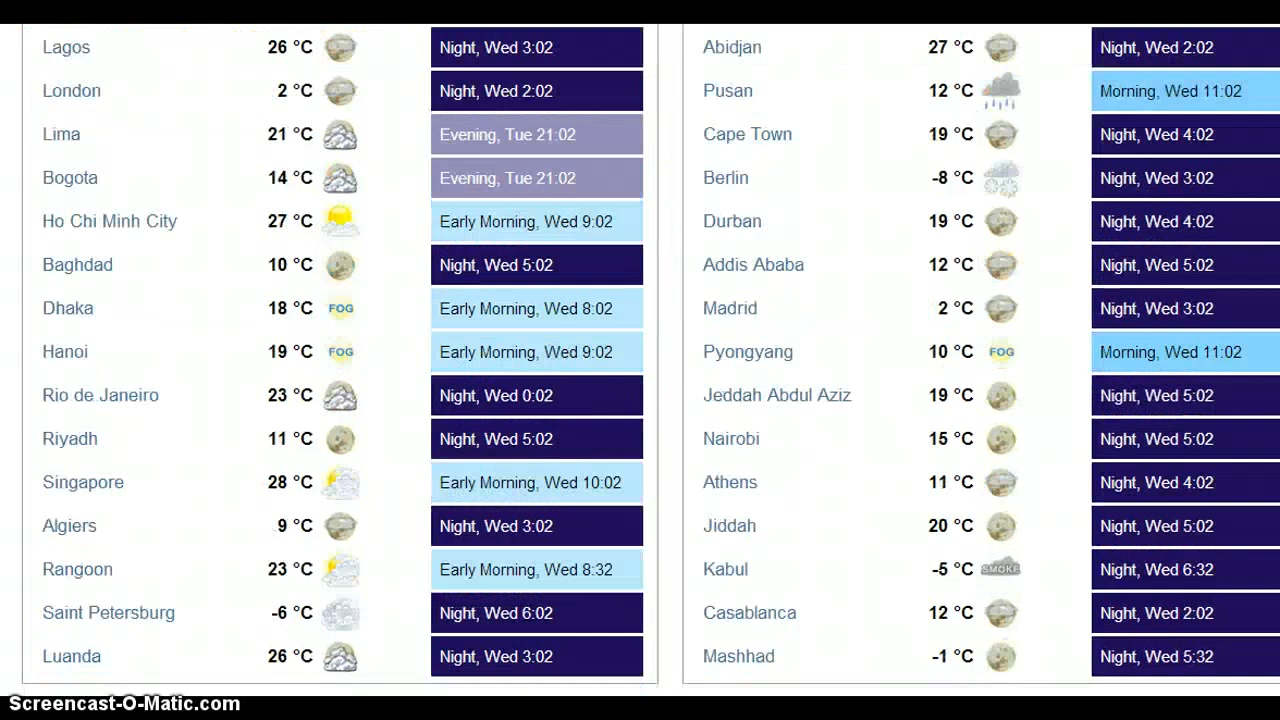 Lagos 26 °C Night, Wed 3:02 Abidjan 27 °C Night, Wed 2:02
London 2 °C Night, Wed 2:02 Pusan 12 °C Morning, Wed 11:02
Lima 21 °C Evening, Tue 21:02 Cape Town 19 °C Night, Wed 4:02
Bogota 14 °C Evening, Tue 21:02 Berlin -8 °C Night, Wed 3:02
Ho Chi Minh City 27 °C Early Morning, Wed 9:02 Durban 19 °C Night, Wed 4:02
Baghdad 10 °C Night, Wed 5:02 Addis Ababa 12 °C Night, Wed 5:02
Dhaka 18 °C FOG Early Morning, Wed 8:02 Madrid 2 °C Night, Wed 3:02
Hanoi 19 °C FOG Early Morning, Wed 9:02 Pyongyang 10 °C FOG Morning, Wed 11:02
Rio de Janeiro 23 °C Night, Wed 0:02 Jeddah Abdul Aziz 19 °C Night, Wed 5:02
Riyadh 11 °C Night, Wed 5:02 Nairobi 15 °C Night, Wed 5:02
Singapore 28 °C Early Morning, Wed 10:02 Athens 11 °C Night, Wed 4:02
Algiers 9 °C Night, Wed 3:02 Jiddah 20 °C Night, Wed 5:02
Rangoon 23 °C Early Morning, Wed 8:32 Kabul -5 °C SMOKE Night, Wed 6:32
Saint Petersburg -6 °C Night, Wed 6:02 Casablanca 12 °C Night, Wed 2:02
Luanda 26 °C Night, Wed 3:02 Mashhad -1 °C Night, Wed 5:32
Screencast-O-Matic.com